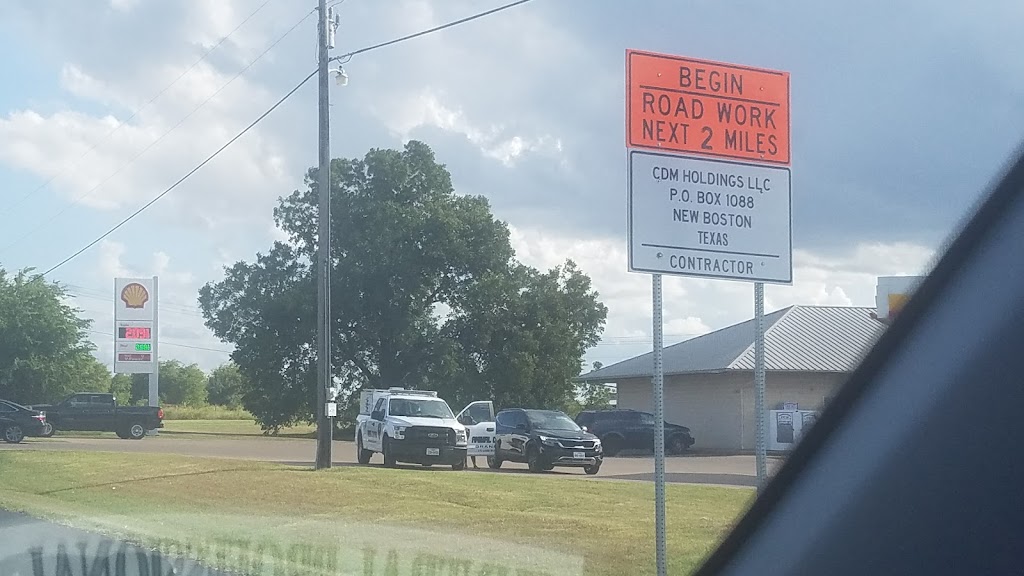 BEGIN
ROAD WORK
NEXT 2 MILES
CDM HOLDINGS LLC
P.O. BOX 1088
NEW BOSTON
TEXAS
CONTRACTOR